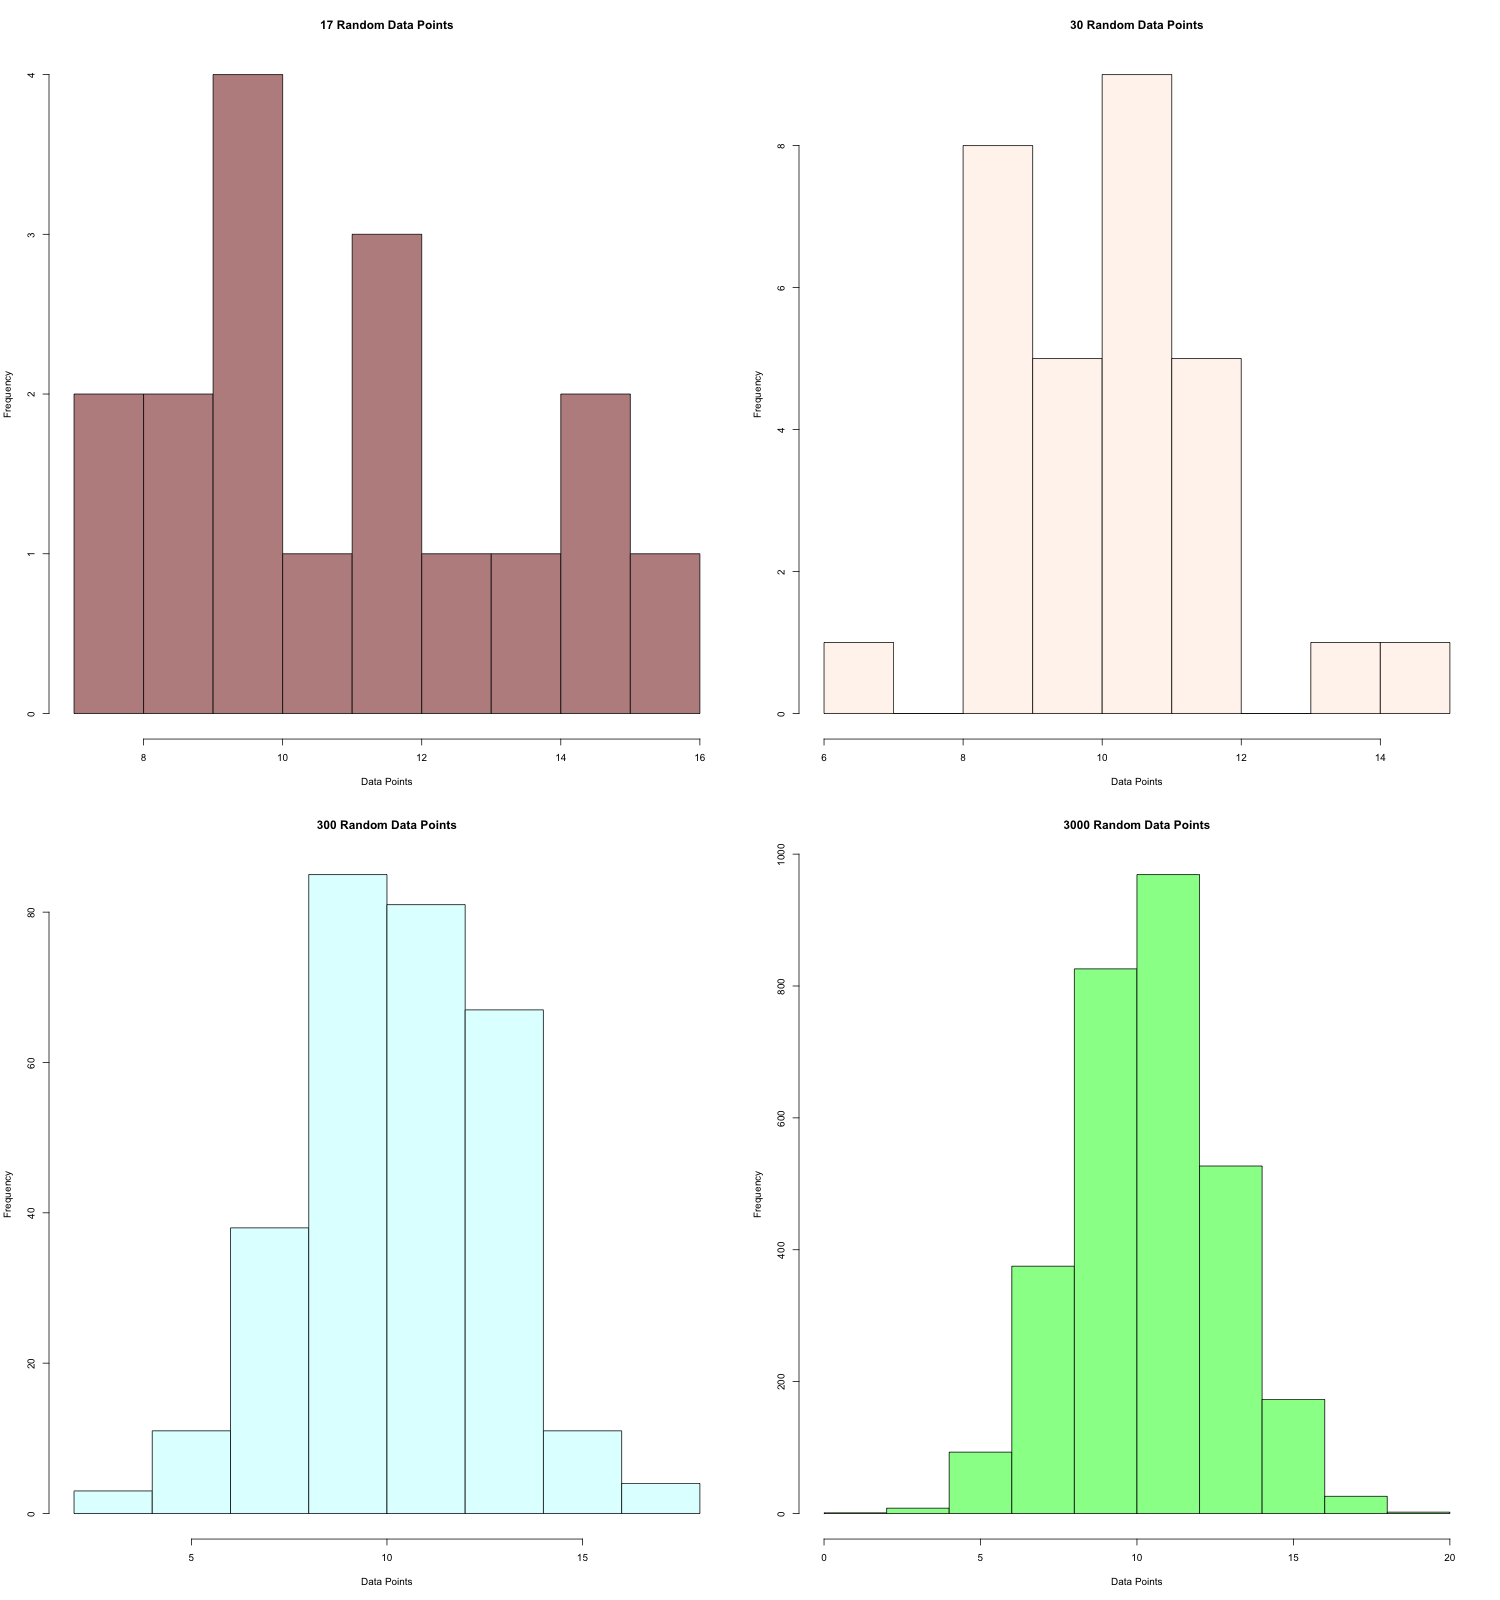 17 Random Data Points
4
3
2
1
0
Frequency
8 10 12 14 16
Data Points
30 Random Data Points
8
6
4
2
0
Frequency
6 8 10 12 14
Data Points
300 Random Data Points
80
60
40
20
0
Frequency
5 10 15
Data Points
3000 Random Data Points
1000
800
600
400
200
0
Frequency
0 5 10 15 20
Data Points